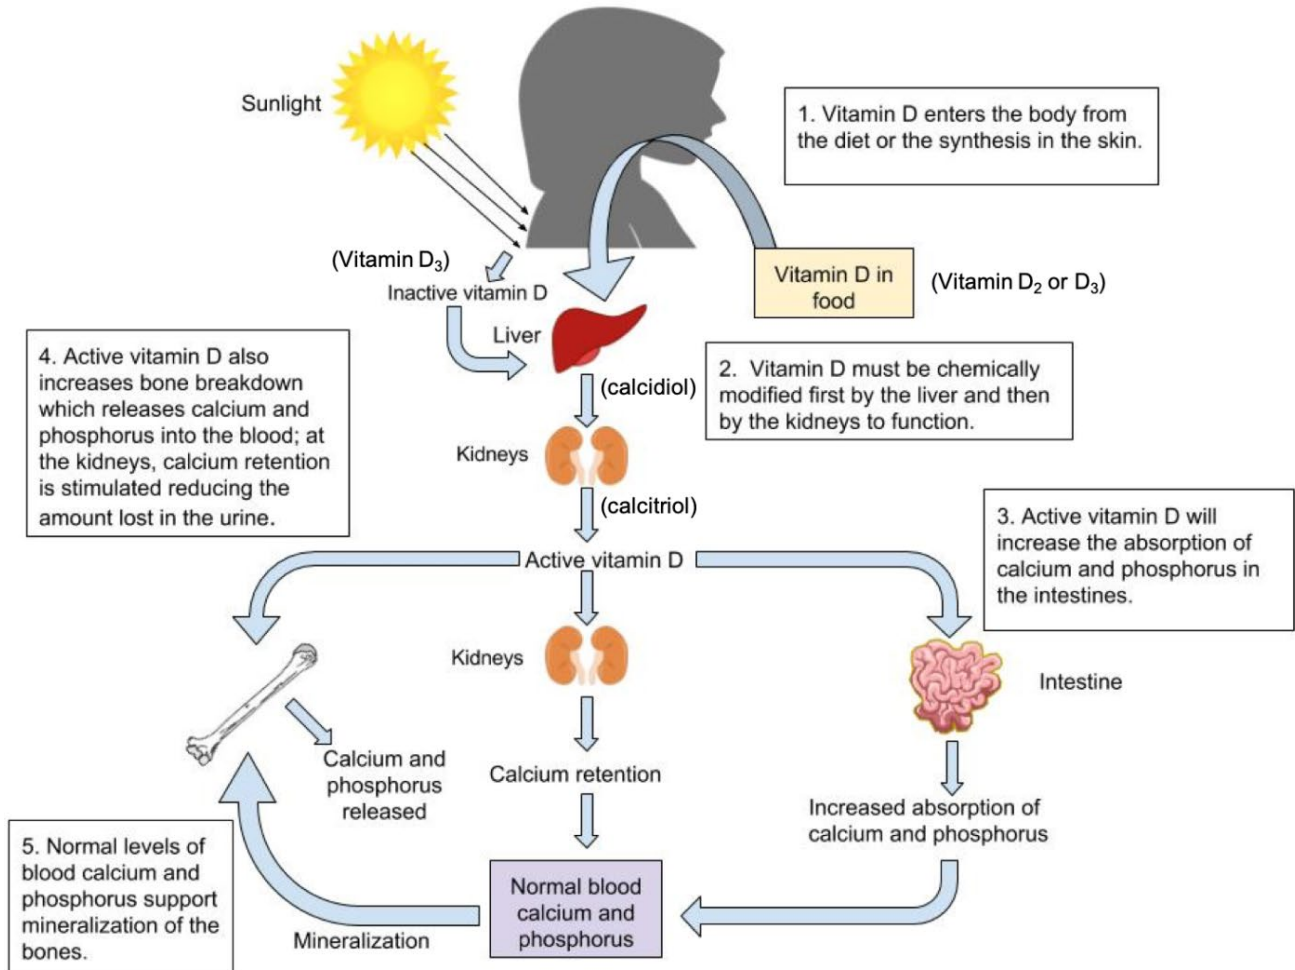 Sunlight
1. Vitamin D enters the body from
the diet or the synthesis in the skin.
(Vitamin D₃)
Inactive vitamin D
Vitamin D in
food
(Vitamin D₂ or D₃)
Liver
4. Active vitamin D also
increases bone breakdown
which releases calcium and
phosphorus into the blood; at
the kidneys, calcium retention
is stimulated reducing the
amount lost in the urine.
2. Vitamin D must be chemically
modified first by the liver and then
by the kidneys to function.
(calcidiol)
Kidneys
(calcitriol)
Active vitamin D
3. Active vitamin D will
increase the absorption of
calcium and phosphorus in
the intestines.
Kidneys
Intestine
Calcium and
phosphorus
released
Calcium retention
Increased absorption of
calcium and phosphorus
5. Normal levels of
blood calcium and
phosphorus support
mineralization of the
bones.
Mineralization
Normal blood
calcium and
phosphorus